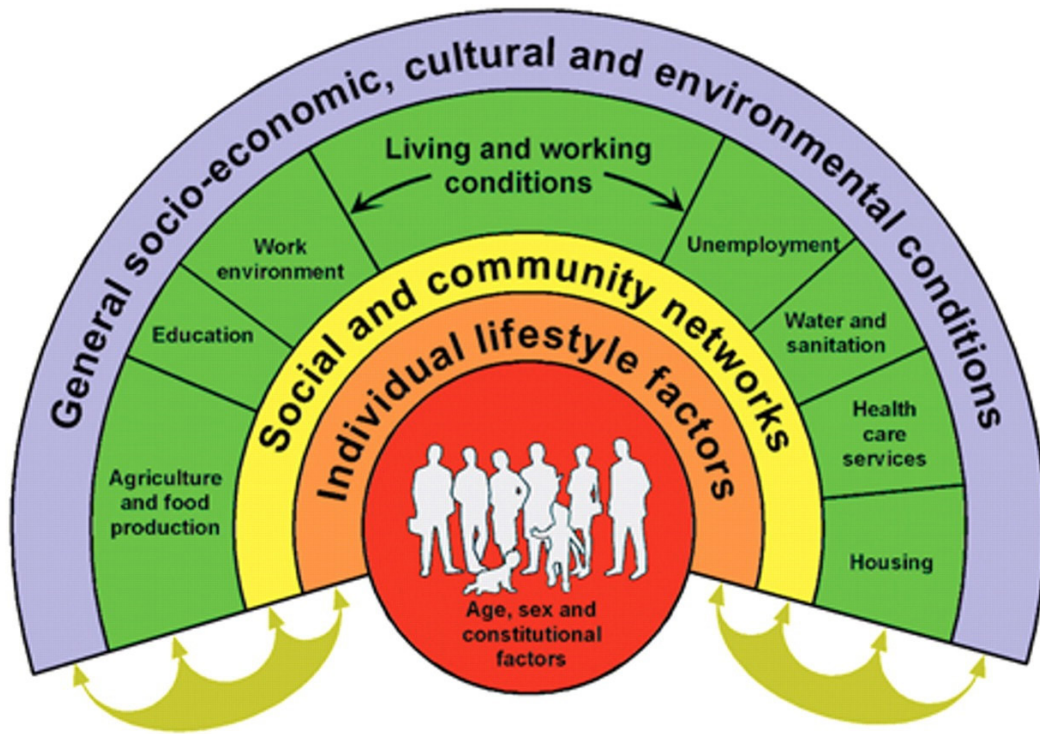 General socio-economic, cultural and environmental conditions
Living and working
conditions
Agriculture
and food
production
Education
Work
environment
Unemployment
Water and
sanitation
Health
care
services
Housing
Social and community networks
Individual lifestyle factors
Age, sex and
constitutional
factors